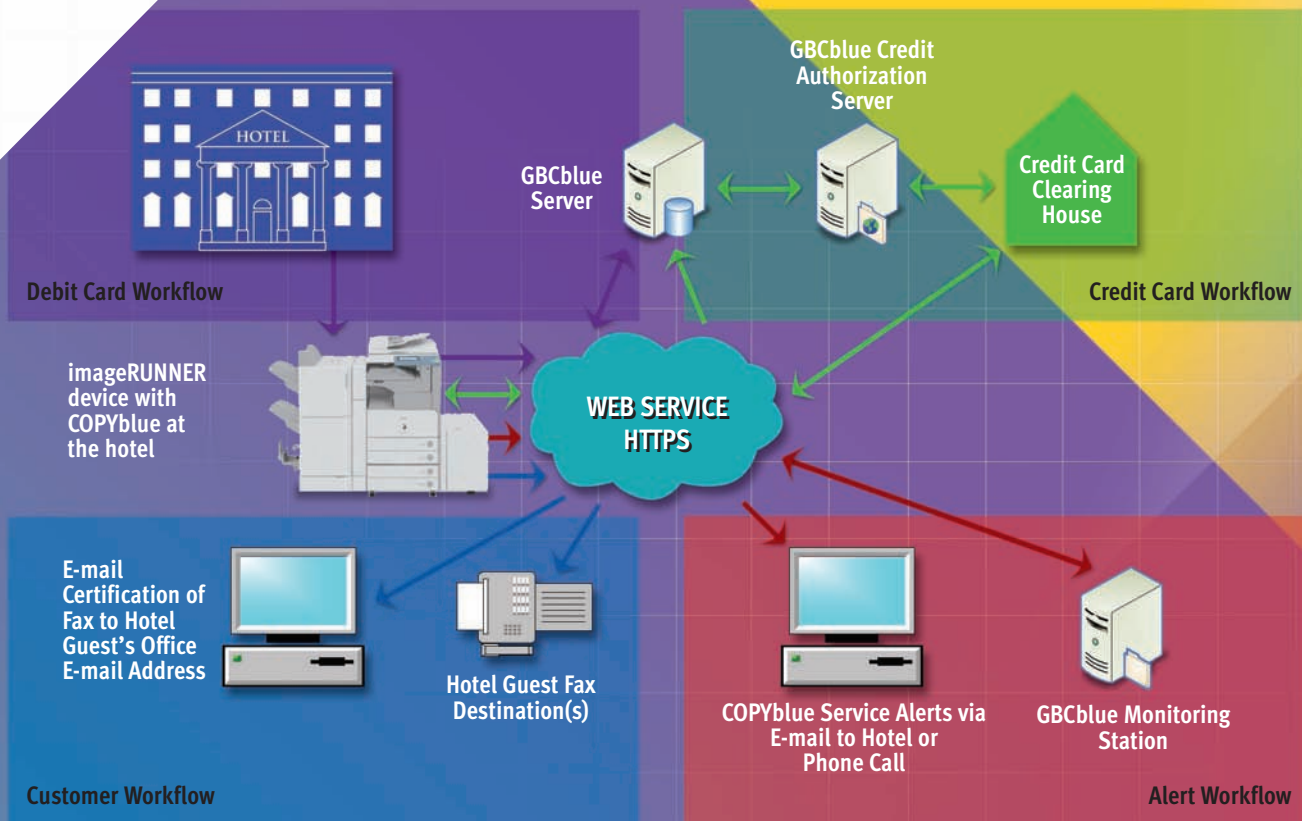 HOTEL
Debit Card Workflow
GBCblue
Server
GBCblue Credit
Authorization
Server
Credit Card
Clearing
House
Credit Card Workflow
imageRUNNER
device with
COPYblue at
the hotel
WEB SERVICE
HTTPS
E-mail
Certification of
Fax to Hotel
Guest's Office
E-mail Address
Hotel Guest Fax
Destination(s)
Customer Workflow
COPYblue Service Alerts via
E-mail to Hotel or
Phone Call
GBCblue Monitoring
Station
Alert Workflow